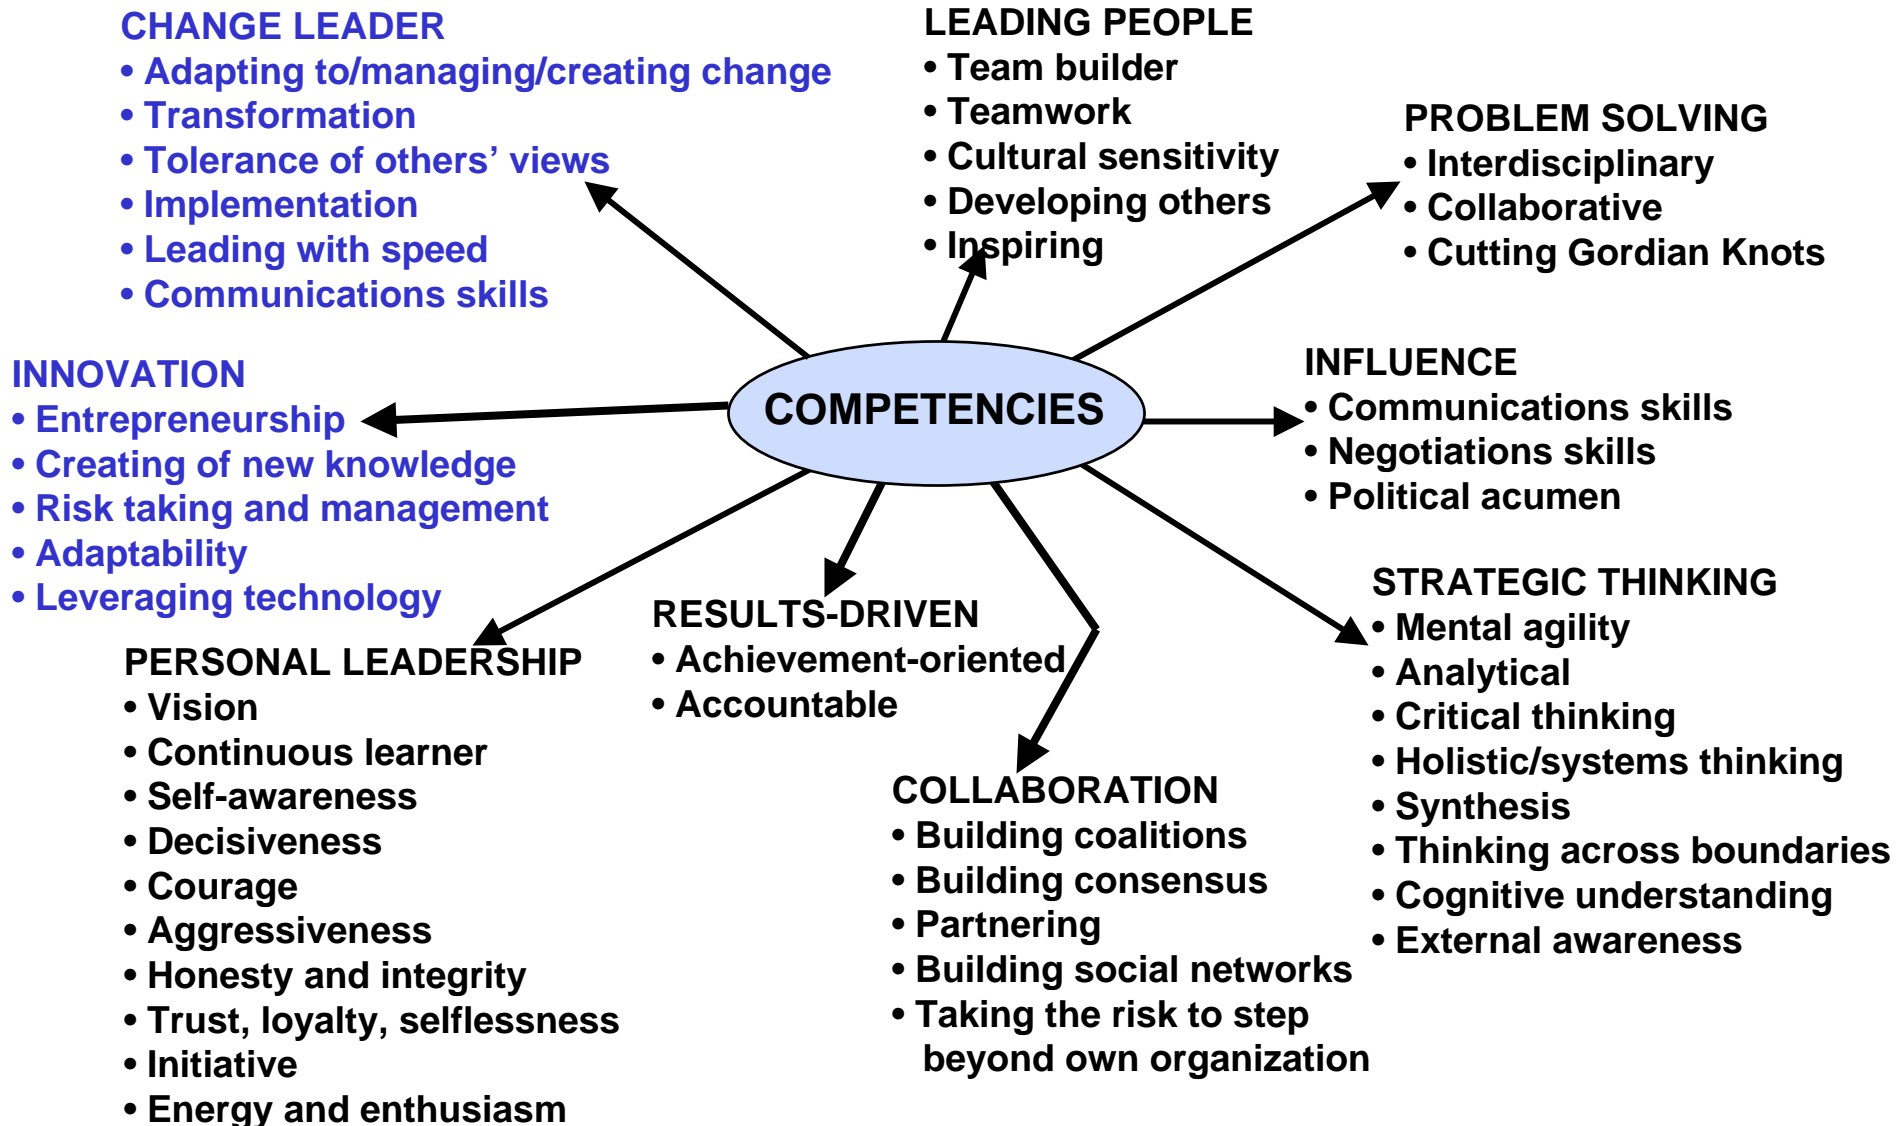 CHANGE LEADER
• Adapting to/managing/creating change
• Transformation
• Tolerance of others’ views
• Implementation
• Leading with speed
• Communications skills
LEADING PEOPLE
• Team builder
• Teamwork
• Cultural sensitivity
• Developing others
• Inspiring
PROBLEM SOLVING
• Interdisciplinary
• Collaborative
• Cutting Gordian Knots
INNOVATION
• Entrepreneurship
• Creating of new knowledge
• Risk taking and management
• Adaptability
• Leveraging technology
COMPETENCIES
INFLUENCE
• Communications skills
• Negotiations skills
• Political acumen
PERSONAL LEADERSHIP
• Vision
• Continuous learner
• Self-awareness
• Decisiveness
• Courage
• Aggressiveness
• Honesty and integrity
• Trust, loyalty, selflessness
• Initiative
• Energy and enthusiasm
RESULTS-DRIVEN
• Achievement-oriented
• Accountable
COLLABORATION
• Building coalitions
• Building consensus
• Partnering
• Building social networks
• Taking the risk to step
beyond own organization
STRATEGIC THINKING
• Mental agility
• Analytical
• Critical thinking
• Holistic/systems thinking
• Synthesis
• Thinking across boundaries
• Cognitive understanding
• External awareness